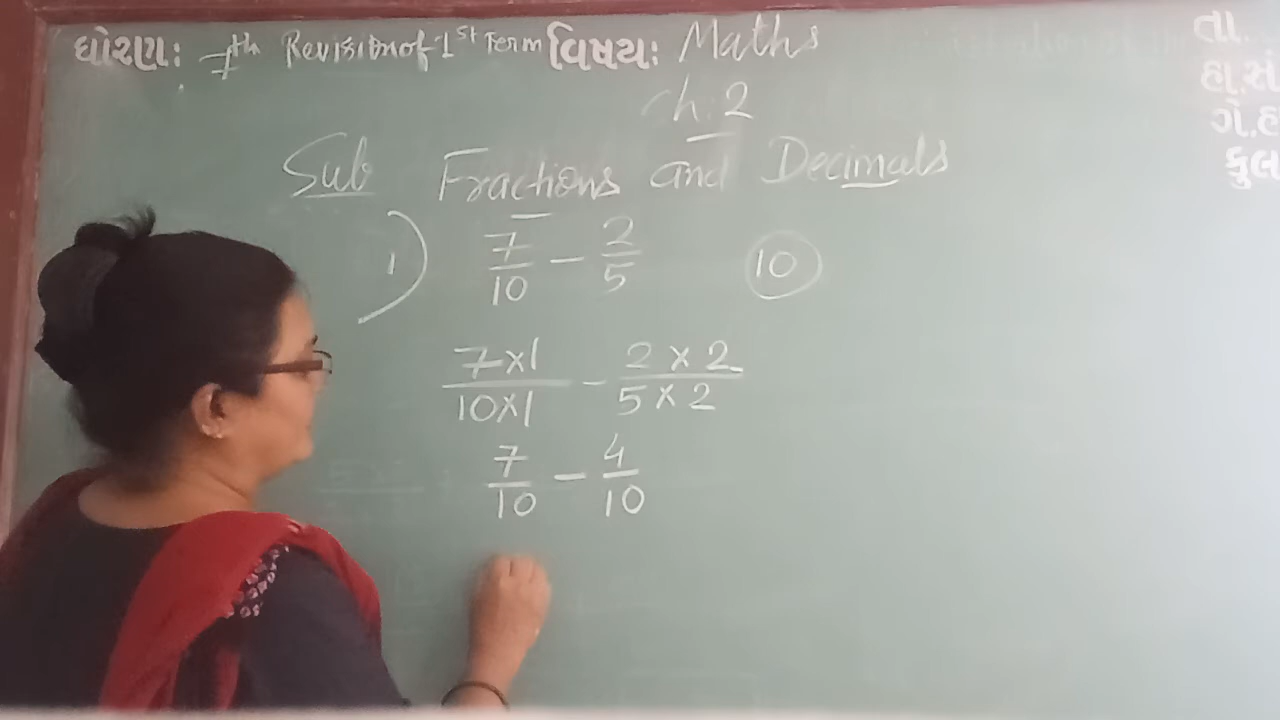 ધોરણ: 7th Revision of 1st Term વિષય: Maths
તા.
હા.સં
ગે.હ
કુલ
ch. 2
Sub Fractions and Decimals
1) 7/10 - 2/5 10
7×1/10×1 - 2×2/5×2
7/10 - 4/10